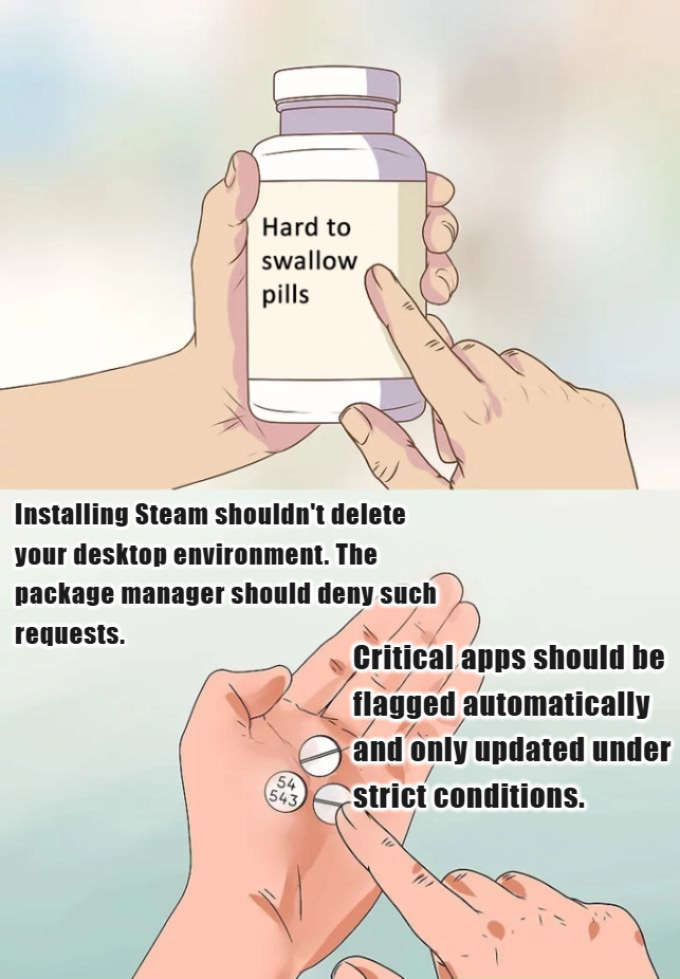 Hard to
swallow
pills
Installing Steam shouldn't delete
your desktop environment. The
package manager should deny such
requests.
Critical apps should be
flagged automatically
and only updated under
strict conditions.
54
543